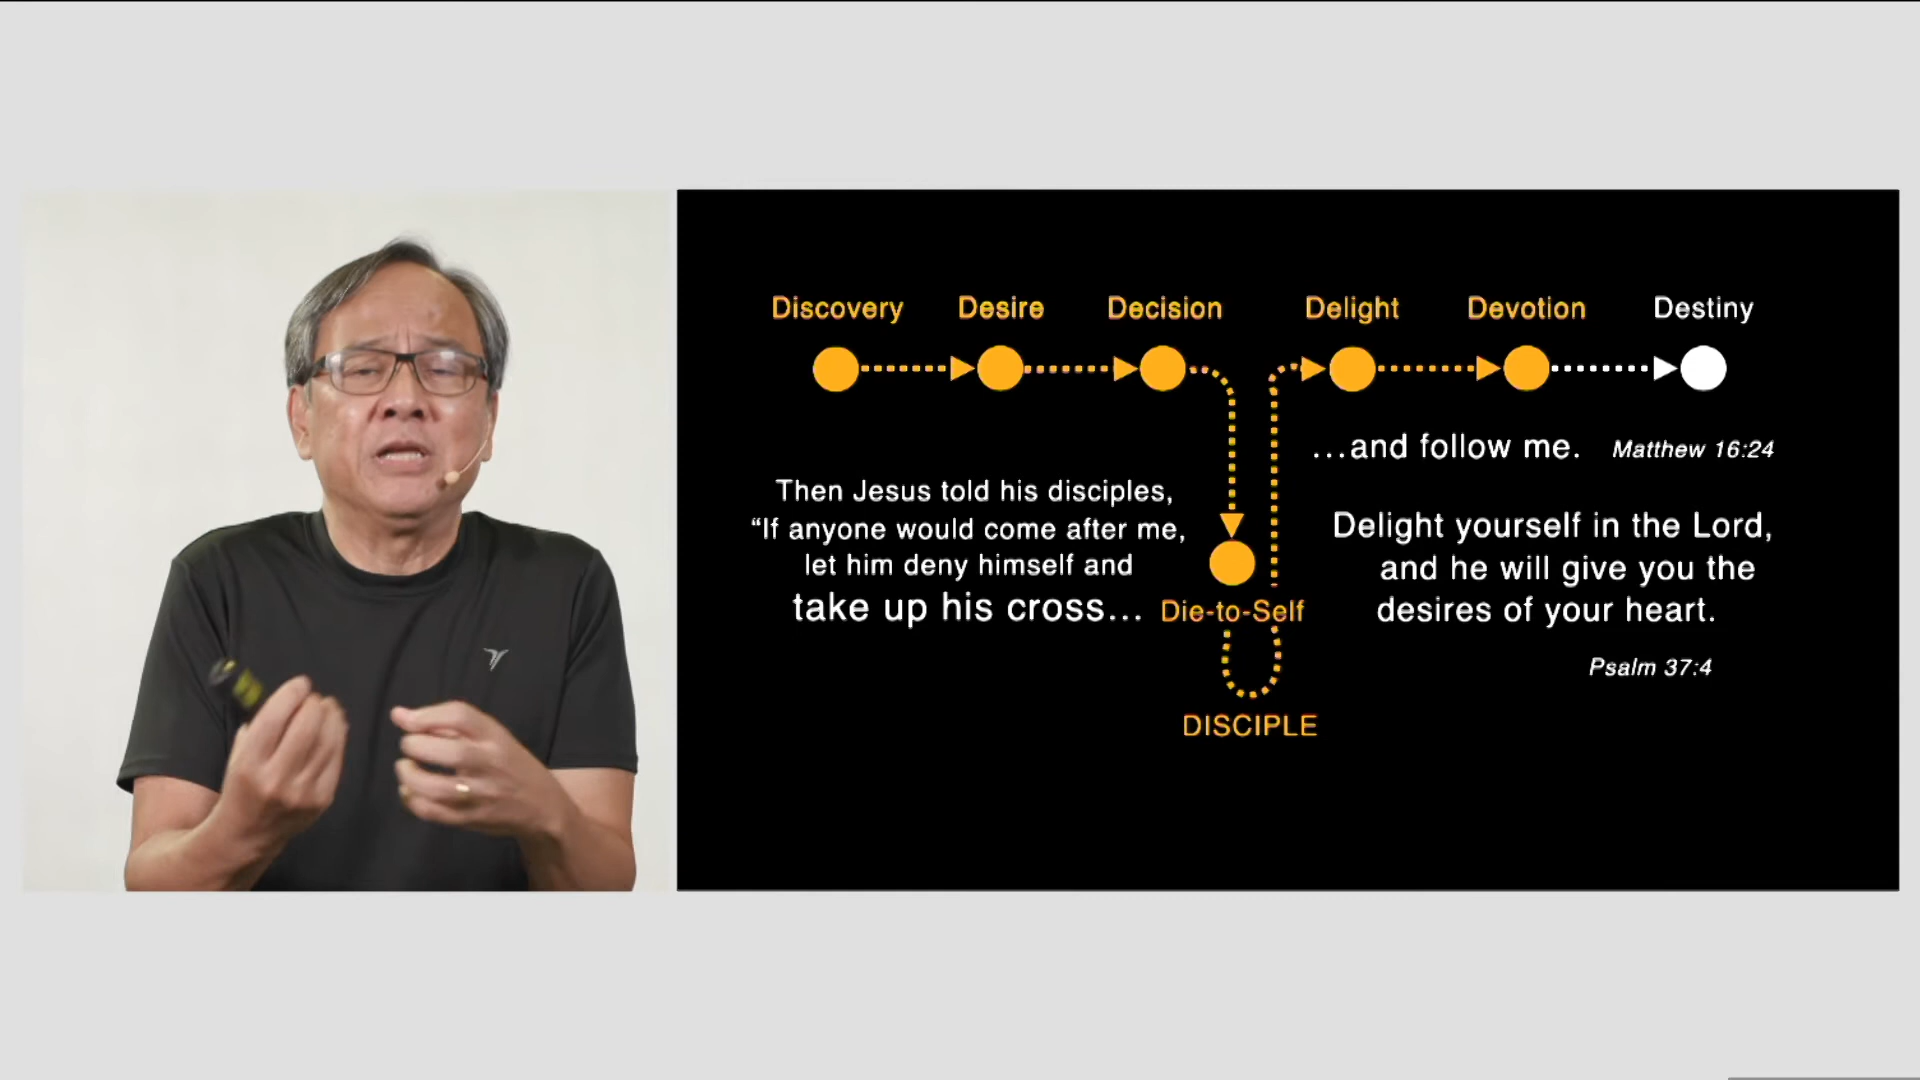 Discovery Desire Decision Delight Devotion Destiny
Then Jesus told his disciples,
“If anyone would come after me,
let him deny himself and
take up his cross...
Die-to-Self
DISCIPLE
...and follow me. Matthew 16:24
Delight yourself in the Lord,
and he will give you the
desires of your heart.
Psalm 37:4